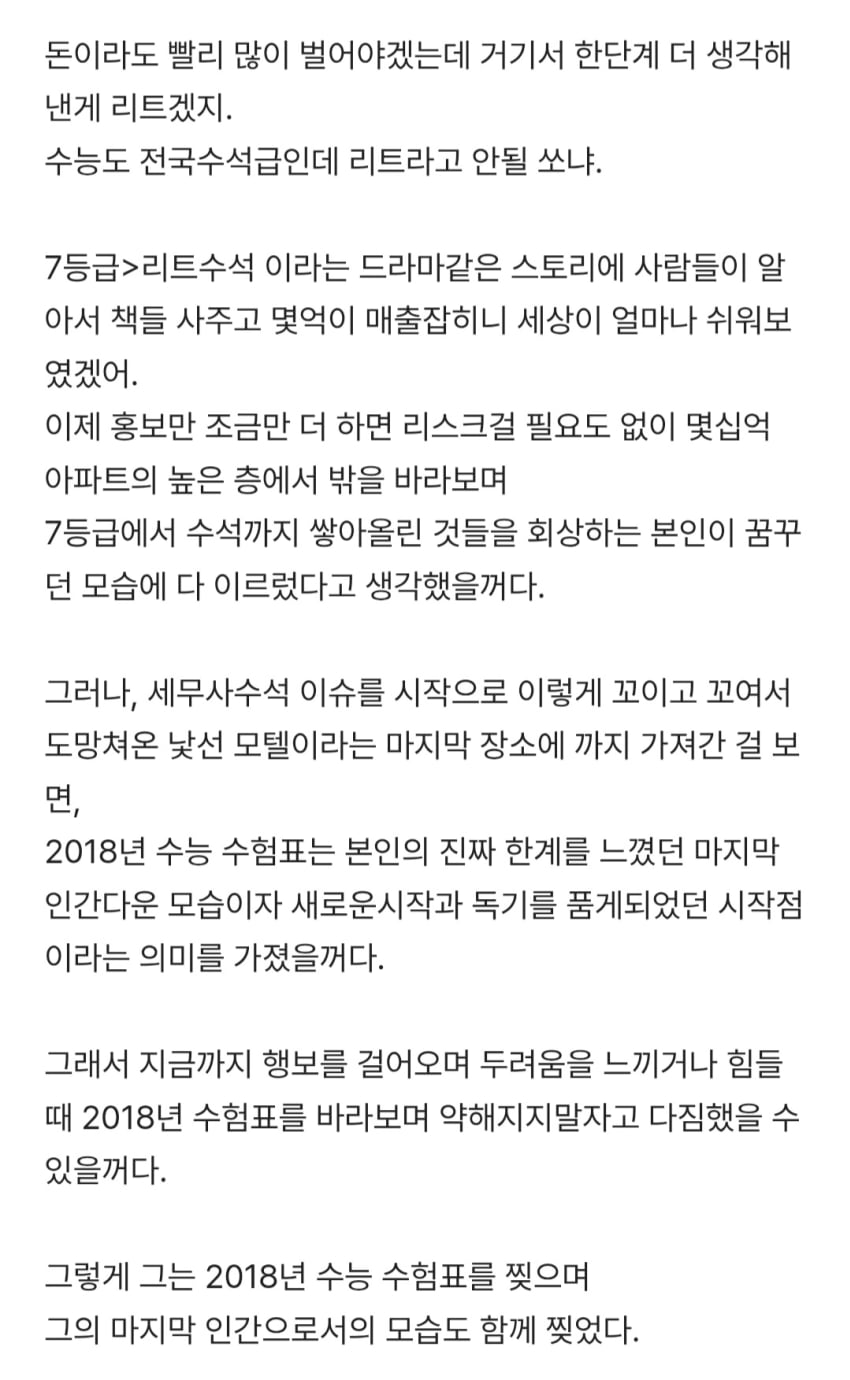 돈이라도 빨리 많이 벌어야겠는데 거기서 한단계 더 생각해
낸게 리트겠지.
수능도 전국수석급인데 리트라고 안될 쏘냐.
7등급>리트수석 이라는 드라마같은 스토리에 사람들이 알
아서 책들 사주고 몇억이 매출잡히니 세상이 얼마나 쉬워보
였겠어.
이제 홍보만 조금만 더 하면 리스크걸 필요도 없이 몇십억
아파트의 높은 층에서 밖을 바라보며
7등급에서 수석까지 쌓아올린 것들을 회상하는 본인이 꿈꾸
던 모습에 다 이르렀다고 생각했을꺼다.
그러나, 세무사수석 이슈를 시작으로 이렇게 꼬이고 꼬여서
도망쳐온 낯선 모텔이라는 마지막 장소에 까지 가져간 걸 보
면,
2018년 수능 수험표는 본인의 진짜 한계를 느꼈던 마지막
인간다운 모습이자 새로운시작과 독기를 품게되었던 시작점
이라는 의미를 가졌을꺼다.
그래서 지금까지 행보를 걸어오며 두려움을 느끼거나 힘들
때 2018년 수험표를 바라보며 약해지지말자고 다짐했을 수
있을꺼다.
그렇게 그는 2018년 수능 수험표를 찢으며
그의 마지막 인간으로서의 모습도 함께 찢었다.